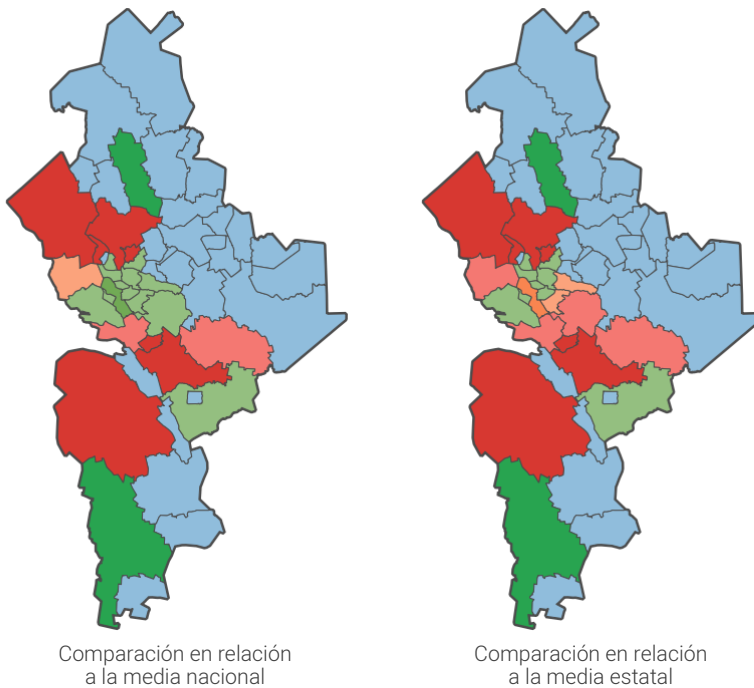 Comparación en relación
a la media nacional
Comparación en relación
a la media estatal